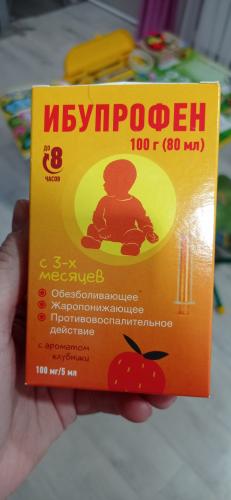 ИБУПРОФЕН
100 г (80 мл)
ДО
8
ЧАСОВ
с 3-х
месяцев
Обезболивающее
Жаропонижающее
Противовоспалительное
действие
с ароматом
клубники
100 мг/5 мл